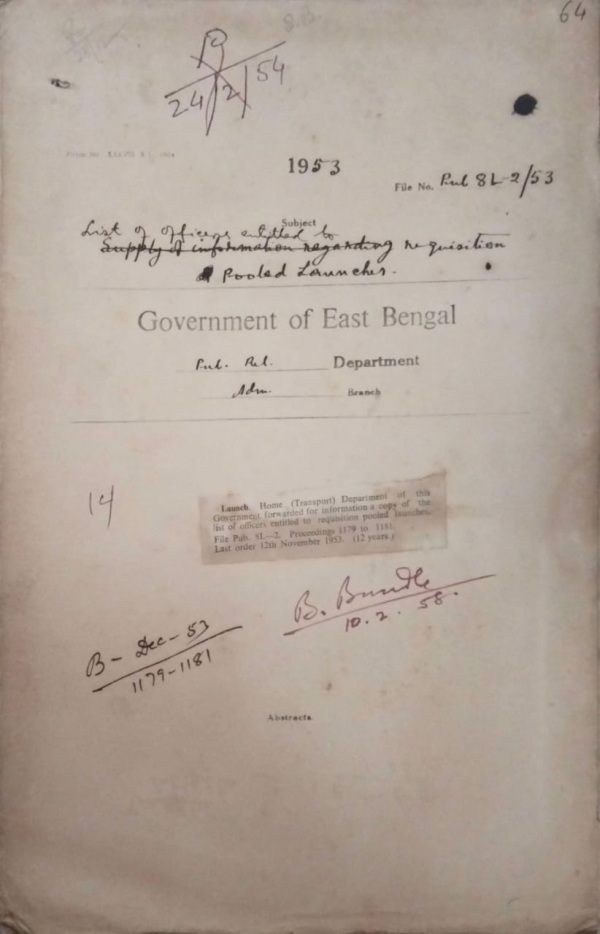 64
24/2/54
1953
File No. Pub 8L-2/53
Subject
List of officers entitled to
Supply of information regarding requisition
Pooled Launches.
Government of East Bengal
Pub. Rel. Department
Adm. Branch
14
Launch Home (Transport) Department of this
Government forwarded for information a copy of the
list of officers entitled to requisition pooled launches.
File Pub. 8L—2. Proceedings 1179 to 1181.
Last order 12th November 1953. (12 years.)
B. Bundle
10.2.58.
B- Dec-53
1179-1181
Abstracts